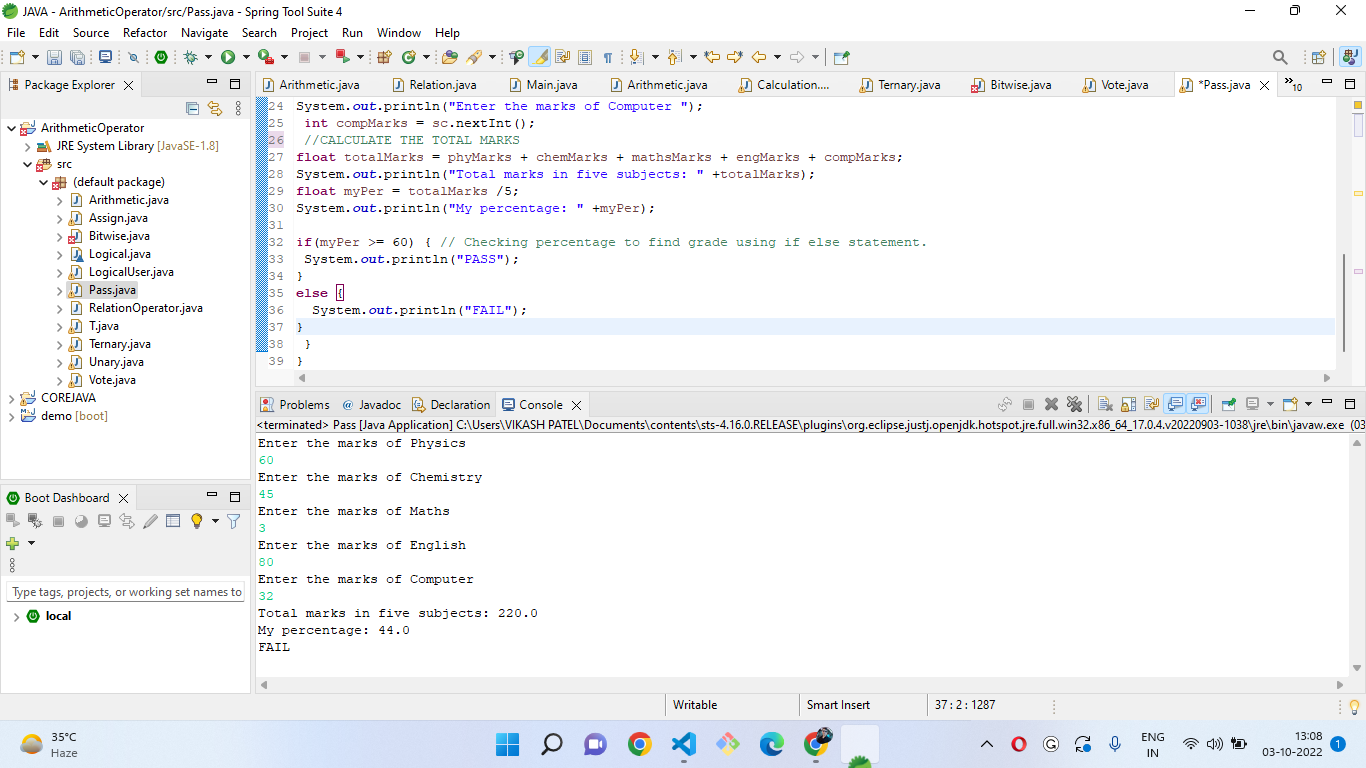 JAVA - ArithmeticOperator/src/Pass.java - Spring Tool Suite 4
File Edit Source Refactor Navigate Search Project Run Window Help
Package Explorer
ArithmeticOperator
JRE System Library [JavaSE-1.8]
src
(default package)
Arithmetic.java
Assign.java
Bitwise.java
Logical.java
LogicalUser.java
Pass.java
RelationOperator.java
T.java
Ternary.java
Unary.java
Vote.java
COREJAVA
demo [boot]
Boot Dashboard
Type tags, projects, or working set names to
local
Arithmetic.java Relation.java Main.java Arithmetic.java Calculation.... Ternary.java Bitwise.java Vote.java *Pass.java »10
24 System.out.println("Enter the marks of Computer ");
25 int compMarks = sc.nextInt();
26 //CALCULATE THE TOTAL MARKS
27 float totalMarks = phyMarks + chemMarks + mathsMarks + engMarks + compMarks;
28 System.out.println("Total marks in five subjects: " +totalMarks);
29 float myPer = totalMarks /5;
30 System.out.println("My percentage: " +myPer);
31
32 if(myPer >= 60) { // Checking percentage to find grade using if else statement.
33 System.out.println("PASS");
34 }
35 else {
36 System.out.println("FAIL");
37 }
38 }
39 }
Problems @ Javadoc Declaration Console
<terminated> Pass [Java Application] C:\Users\VIKASH PATEL\Documents\contents\sts-4.16.0.RELEASE\plugins\org.eclipse.justj.openjdk.hotspot.jre.full.win32.x86_64_17.0.4.v20220903-1038\jre\bin\javaw.exe (03
Enter the marks of Physics
60
Enter the marks of Chemistry
45
Enter the marks of Maths
3
Enter the marks of English
80
Enter the marks of Computer
32
Total marks in five subjects: 220.0
My percentage: 44.0
FAIL
Writable Smart Insert 37 : 2 : 1287
35°C
Haze
ENG
IN
13:08
03-10-2022
1